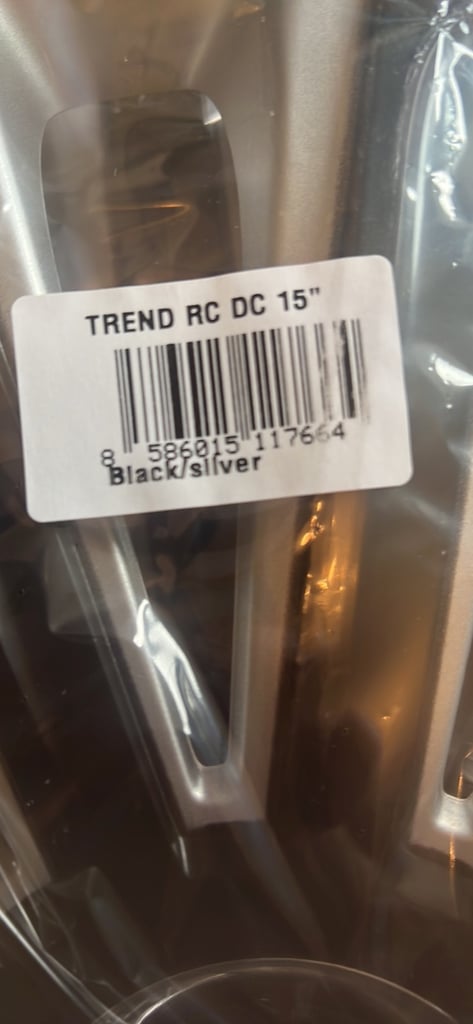 TREND RC DC 15"
8 586015 117664
Black/silver